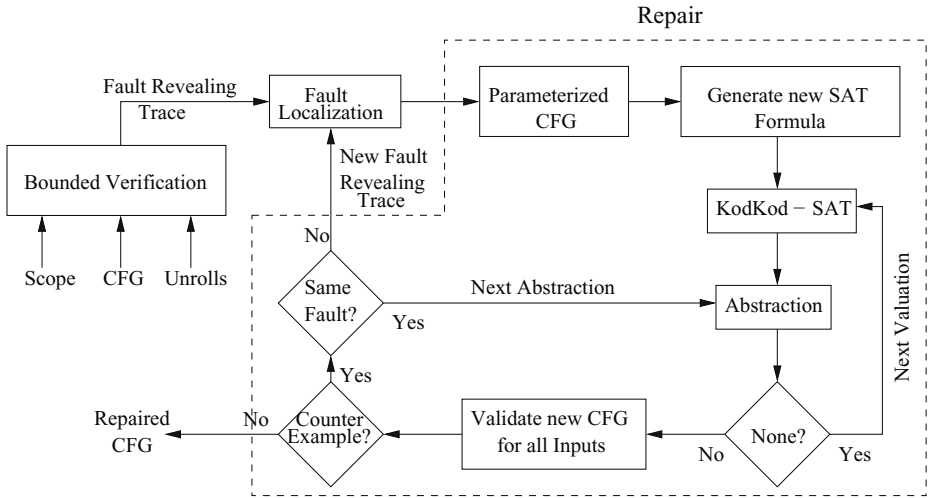 Repair
Fault Revealing
Trace
Fault
Localization
Parameterized
CFG
Generate new SAT
Formula
Bounded Verification
New Fault
Revealing
Trace
KodKod − SAT
Scope
CFG
Unrolls
No
Same
Fault?
Next Abstraction
Yes
Abstraction
Next Valuation
Yes
Repaired
CFG
No
Counter
Example?
Validate new CFG
for all Inputs
No
None?
Yes